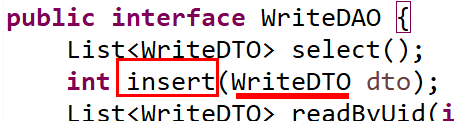 public interface WriteDAO {
List<WriteDTO> select();
int insert(WriteDTO dto);
List<WriteDTO> readByUid(i